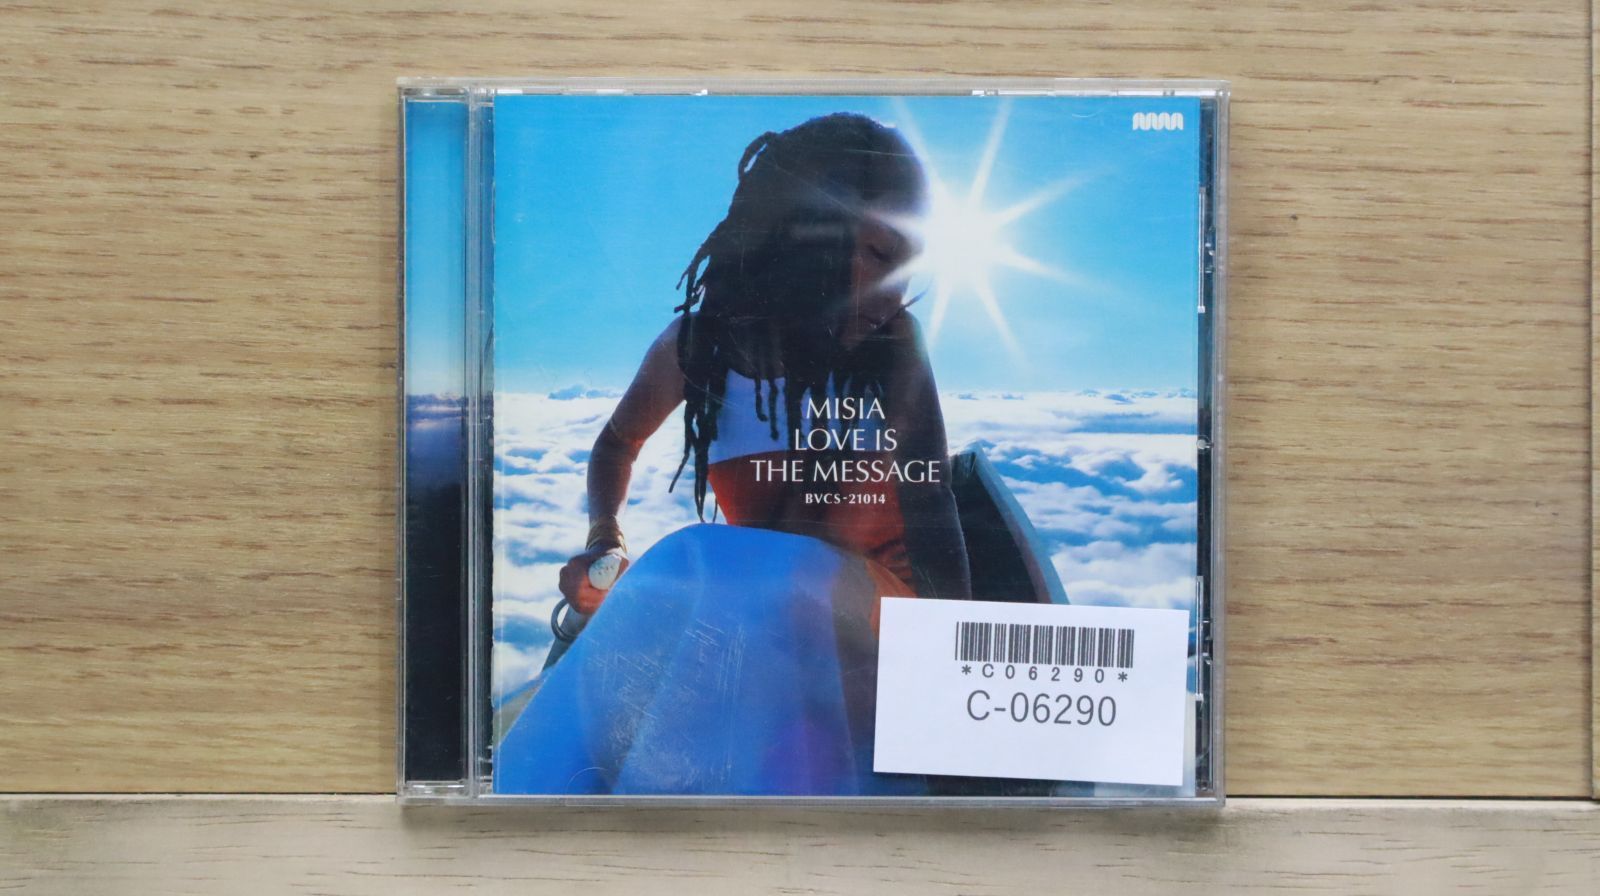 MISIA
LOVE IS
THE MESSAGE
BVCS-21014
*C06290*
C-06290